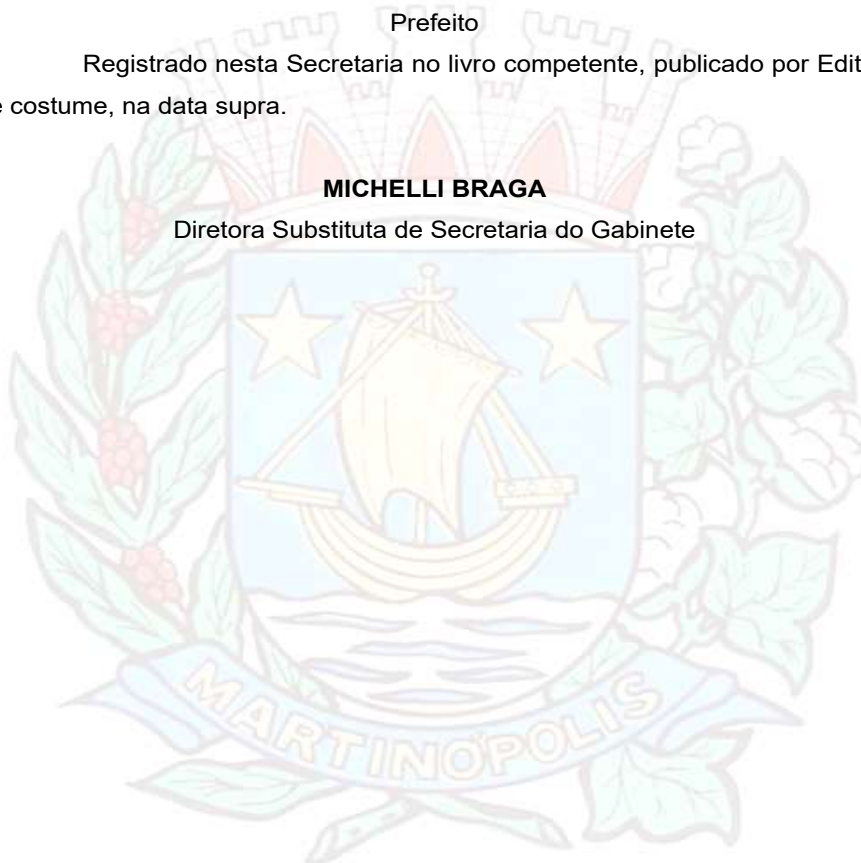 Prefeito
Registrado nesta Secretaria no livro competente, publicado por Edit
e costume, na data supra.
MICHELLI BRAGA
Diretora Substituta de Secretaria do Gabinete
MARTINÓPOLIS